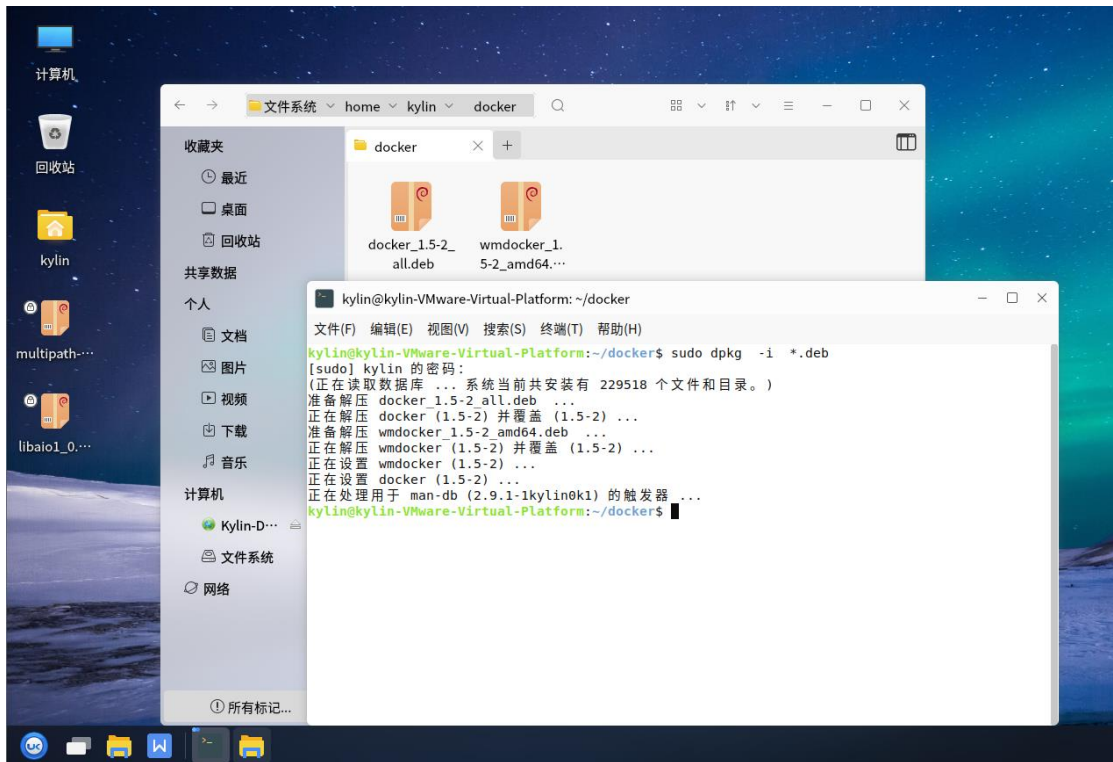 计算机
回收站
kylin
multipath-···
libaio1_0.···
文件系统 home kylin docker
收藏夹
最近
桌面
回收站
共享数据
个人
文档
图片
视频
下载
音乐
计算机
Kylin-D···
文件系统
网络
所有标记...
docker
docker_1.5-2_
all.deb
wmdocker_1.
5-2_amd64.···
kylin@kylin-VMware-Virtual-Platform: ~/docker
文件(F) 编辑(E) 视图(V) 搜索(S) 终端(T) 帮助(H)
kylin@kylin-VMware-Virtual-Platform:~/docker$ sudo dpkg -i *.deb
[sudo] kylin 的密码：
(正在读取数据库 ... 系统当前共安装有 229518 个文件和目录。)
准备解压 docker_1.5-2_all.deb ...
正在解压 docker (1.5-2) 并覆盖 (1.5-2) ...
准备解压 wmdocker_1.5-2_amd64.deb ...
正在解压 wmdocker (1.5-2) 并覆盖 (1.5-2) ...
正在设置 wmdocker (1.5-2) ...
正在设置 docker (1.5-2) ...
正在处理用于 man-db (2.9.1-1kylin0k1) 的触发器 ...
kylin@kylin-VMware-Virtual-Platform:~/docker$